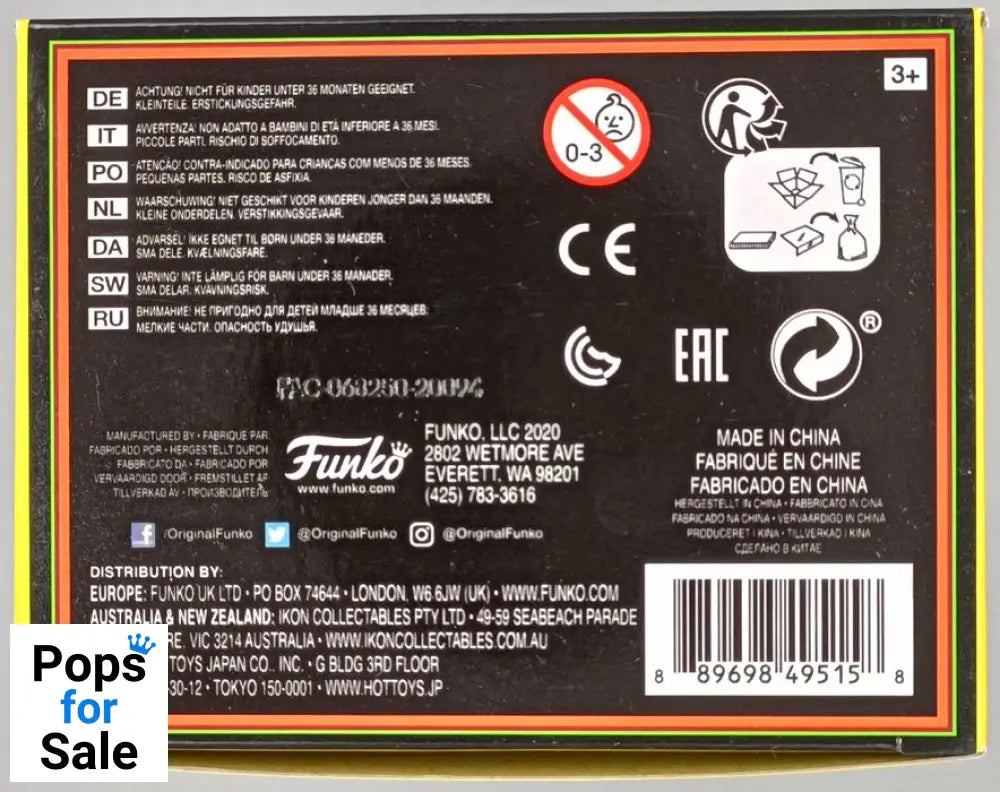 3+
DE ACHTUNG! NICHT FÜR KINDER UNTER 36 MONATEN GEEIGNET.
KLEINTEILE. ERSTICKUNGSGEFAHR.
IT AVVERTENZA: NON ADATTO A BAMBINI DI ETÀ INFERIORE A 36 MESI.
PICCOLE PARTI. RISCHIO DI SOFFOCAMENTO.
PO ATENCÃO! CONTRA-INDICADO PARA CRIANÇAS COM MENOS DE 36 MESES.
PEQUENAS PARTES. RISCO DE ASFIXIA.
NL WAARSCHUWING! NIET GESCHIKT VOOR KINDEREN JONGER DAN 36 MAANDEN.
KLEINE ONDERDELEN. VERSTIKKINGSGEVAAR.
DA ADVARSEL! IKKE EGNET TIL BØRN UNDER 36 MANEDER.
SMA DELE. KVÆLNINGSFARE.
SW VARNING! INTE LÄMPLIG FÖR BARN UNDER 36 MANADER.
SMA DELAR. KVAVNINGSRISK.
RU ВНИМАНИЕ: НЕ ПРИГОДНО ДЛЯ ДЕТЕЙ МЛАДШЕ 36 МЕСЯЦЕВ.
МЕЛКИЕ ЧАСТИ. ОПАСНОСТЬ УДУШЬЯ.
0-3
CE
EAC
®
FAC-063250-20094
MANUFACTURED BY • FABRIQUÉ PAR
FABRICADO POR • HERGESTELLT DURCH
FABBRICATO DA • FABRICADO POR
VERVAARDIGD DOOR • FREMSTILLET AF
TILLVERKAD AV • ПРОИЗВОДИТЕЛЬ
Funko
www.funko.com
FUNKO, LLC 2020
2802 WETMORE AVE
EVERETT, WA 98201
(425) 783-3616
/OriginalFunko @OriginalFunko @OriginalFunko
MADE IN CHINA
FABRIQUÉ EN CHINE
FABRICADO EN CHINA
HERGESTELLT IN CHINA • FABBRICATO IN CINA
FABRICADO NA CHINA • VERVAARDIGD IN CHINA
PRODUCERET I KINA • TILLVERKAD I KINA
СДЕЛАНО В КИТАЕ
DISTRIBUTION BY:
EUROPE: FUNKO UK LTD • PO BOX 74644 • LONDON, W6 6JW (UK) • WWW.FUNKO.COM
AUSTRALIA & NEW ZEALAND: IKON COLLECTABLES PTY LTD • 49-59 SEABEACH PARADE
RE, VIC 3214 AUSTRALIA • WWW.IKONCOLLECTABLES.COM.AU
TOYS JAPAN CO., INC. • G BLDG 3RD FLOOR
-30-12 • TOKYO 150-0001 • WWW.HOTTOYS.JP
8 89698 49515 8
Pops
for
Sale